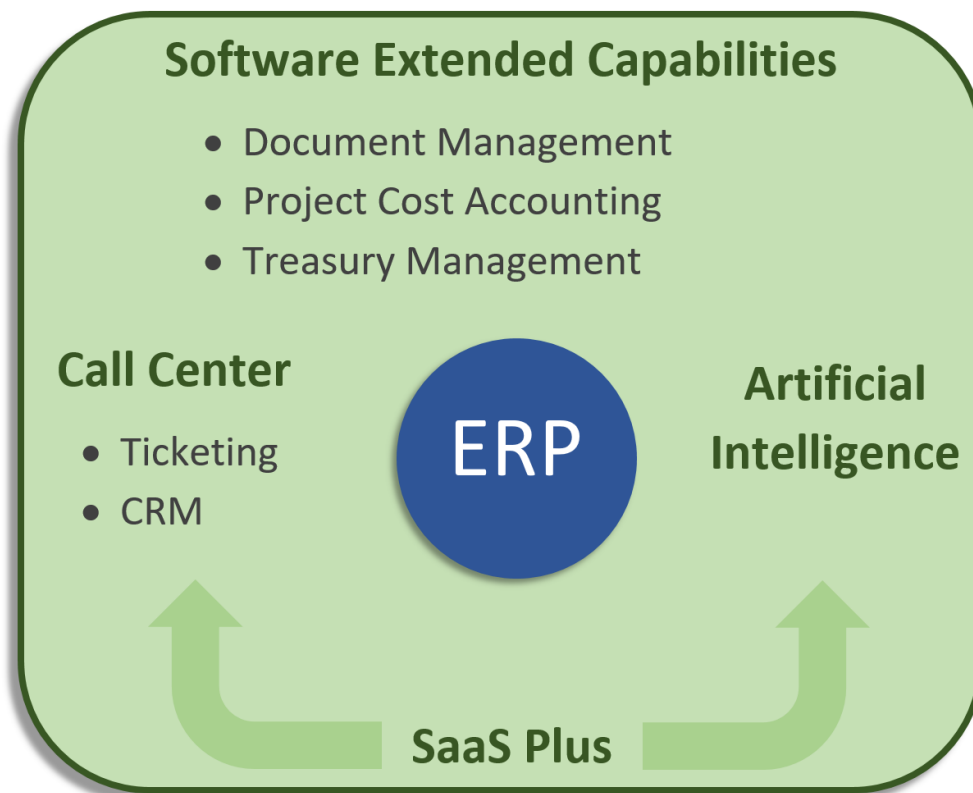 Software Extended Capabilities
• Document Management
• Project Cost Accounting
• Treasury Management
Call Center
• Ticketing
• CRM
ERP
Artificial
Intelligence
SaaS Plus